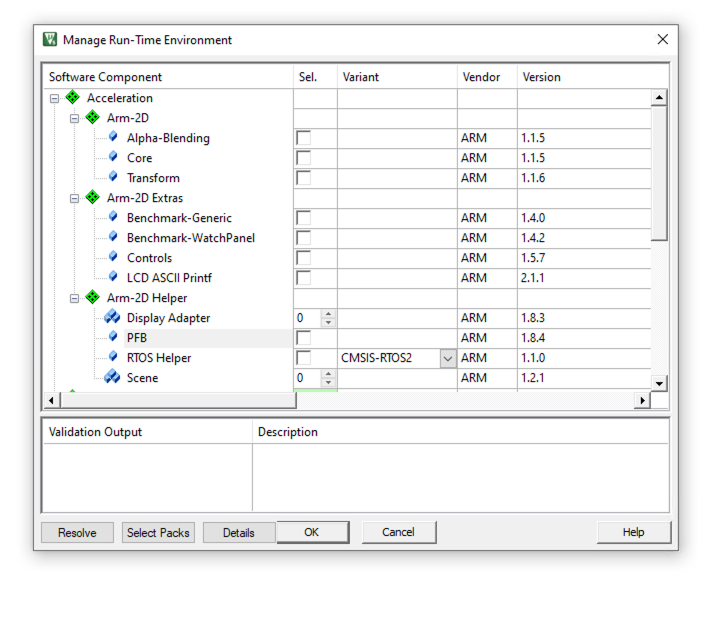 Manage Run-Time Environment
Software Component Sel. Variant Vendor Version
Acceleration
Arm-2D
Alpha-Blending ARM 1.1.5
Core ARM 1.1.5
Transform ARM 1.1.6
Arm-2D Extras
Benchmark-Generic ARM 1.4.0
Benchmark-WatchPanel ARM 1.4.2
Controls ARM 1.5.7
LCD ASCII Printf ARM 2.1.1
Arm-2D Helper
Display Adapter 0 ARM 1.8.3
PFB ARM 1.8.4
RTOS Helper CMSIS-RTOS2 ARM 1.1.0
Scene 0 ARM 1.2.1
Validation Output Description
Resolve Select Packs Details OK Cancel Help